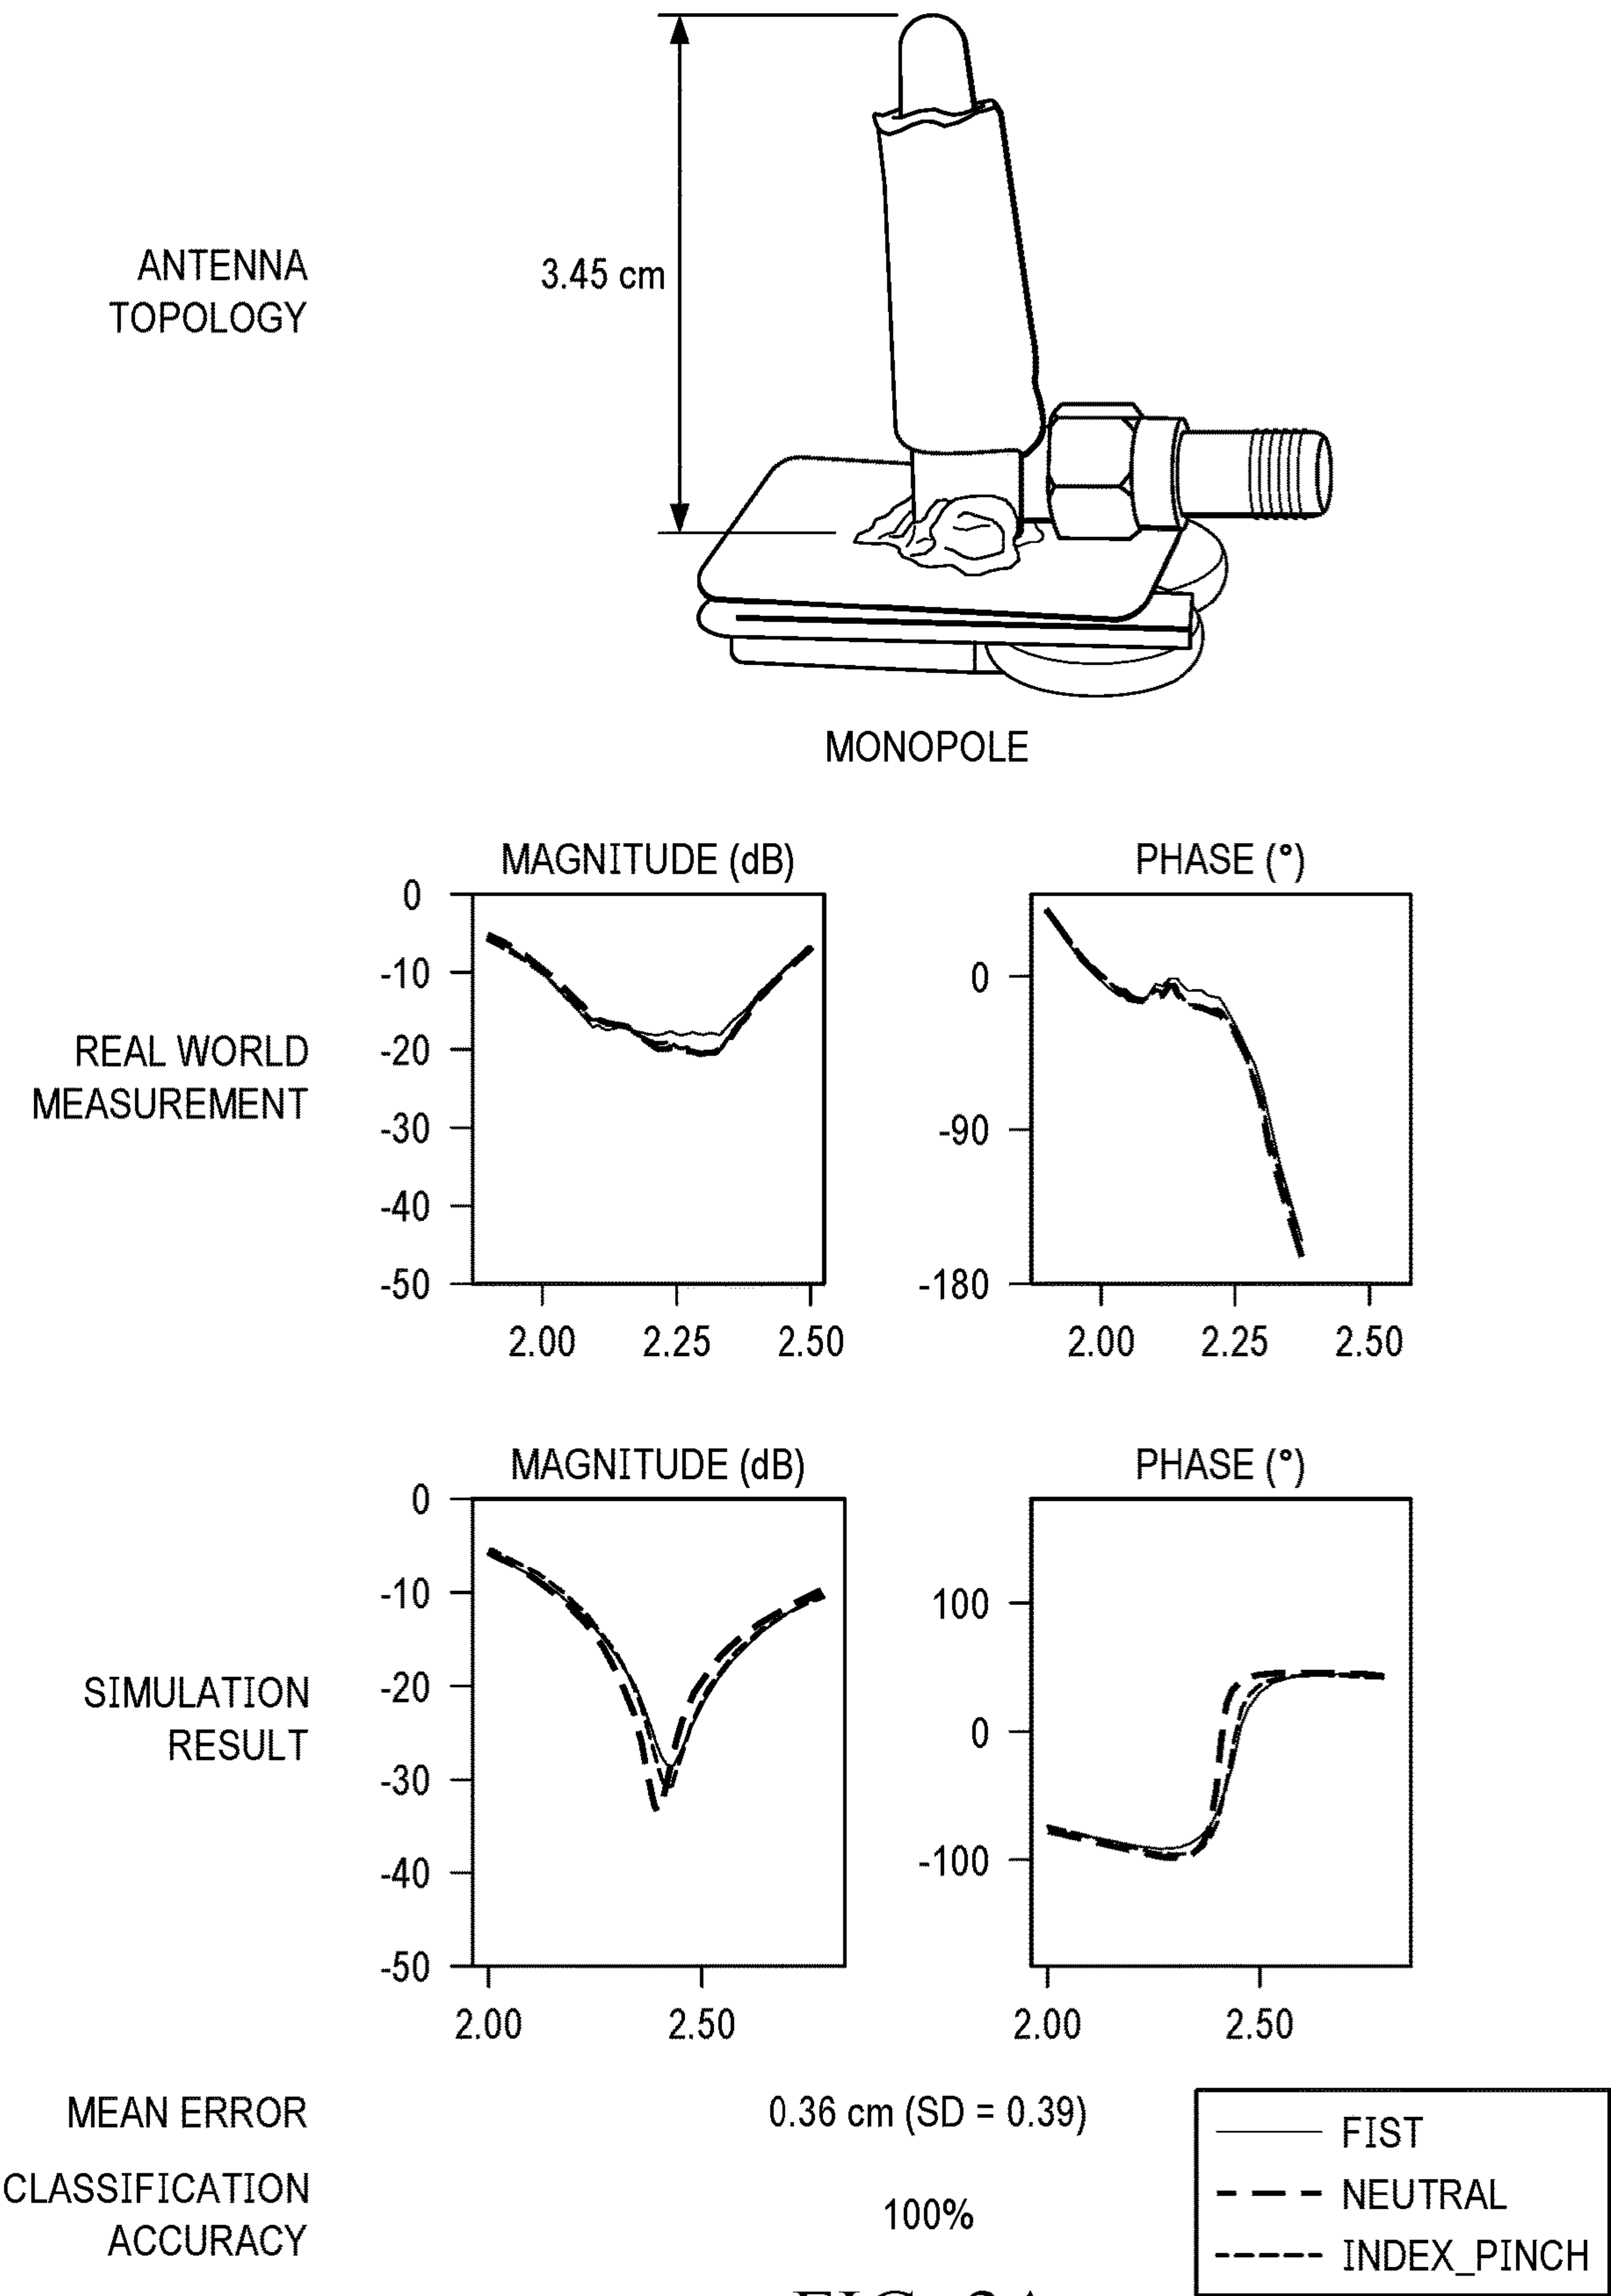 ANTENNA
TOPOLOGY
3.45 cm
MONOPOLE
REAL WORLD
MEASUREMENT
MAGNITUDE (dB)
0
-10
-20
-30
-40
-50
2.00 2.25 2.50
PHASE (°)
0
-90
-180
2.00 2.25 2.50
SIMULATION
RESULT
MAGNITUDE (dB)
0
-10
-20
-30
-40
-50
2.00 2.50
PHASE (°)
100
0
-100
2.00 2.50
MEAN ERROR
0.36 cm (SD = 0.39)
CLASSIFICATION
ACCURACY
100%
FIST
NEUTRAL
INDEX_PINCH